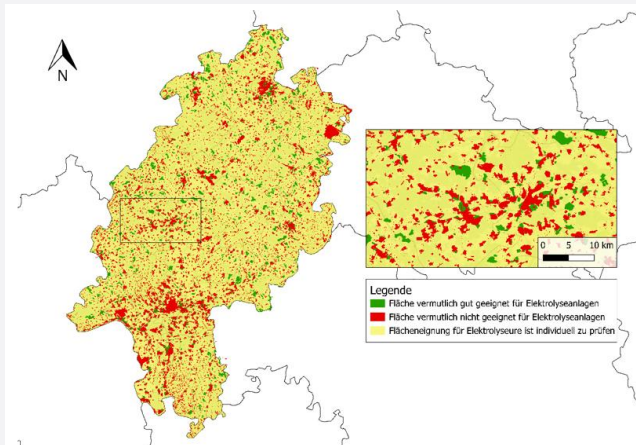 N
0 5 10 km
Legende
Fläche vermutlich gut geeignet für Elektrolyseanlagen
Fläche vermutlich nicht geeignet für Elektrolyseanlagen
Flächeneignung für Elektrolyseure ist individuell zu prüfen